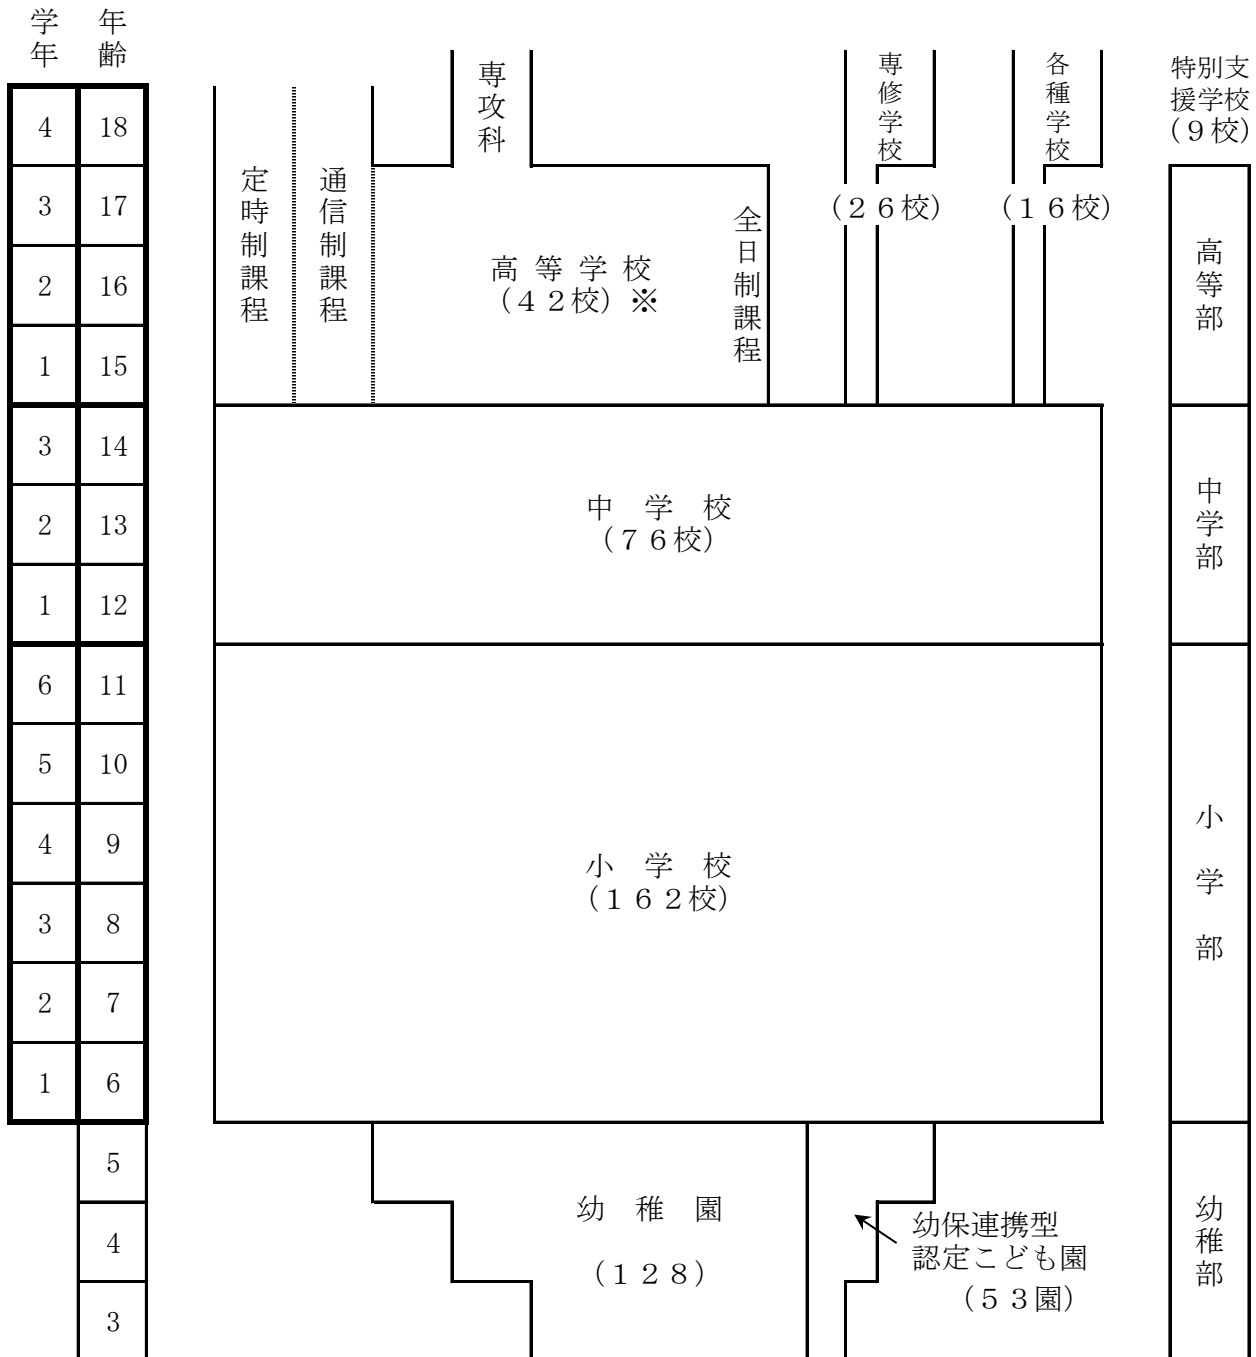 学年
年齢
4 18
3 17
2 16
1 15
3 14
2 13
1 12
6 11
5 10
4 9
3 8
2 7
1 6
5
4
3
定時制課程
通信制課程
専攻科
高等学校
（４２校）※
全日制課程
専修学校
（２６校）
各種学校
（１６校）
中学校
（７６校）
小学校
（１６２校）
幼稚園
（１２８）
幼保連携型
認定こども園
（５３園）
特別支
援学校
（９校）
高等部
中学部
小学部
幼稚部